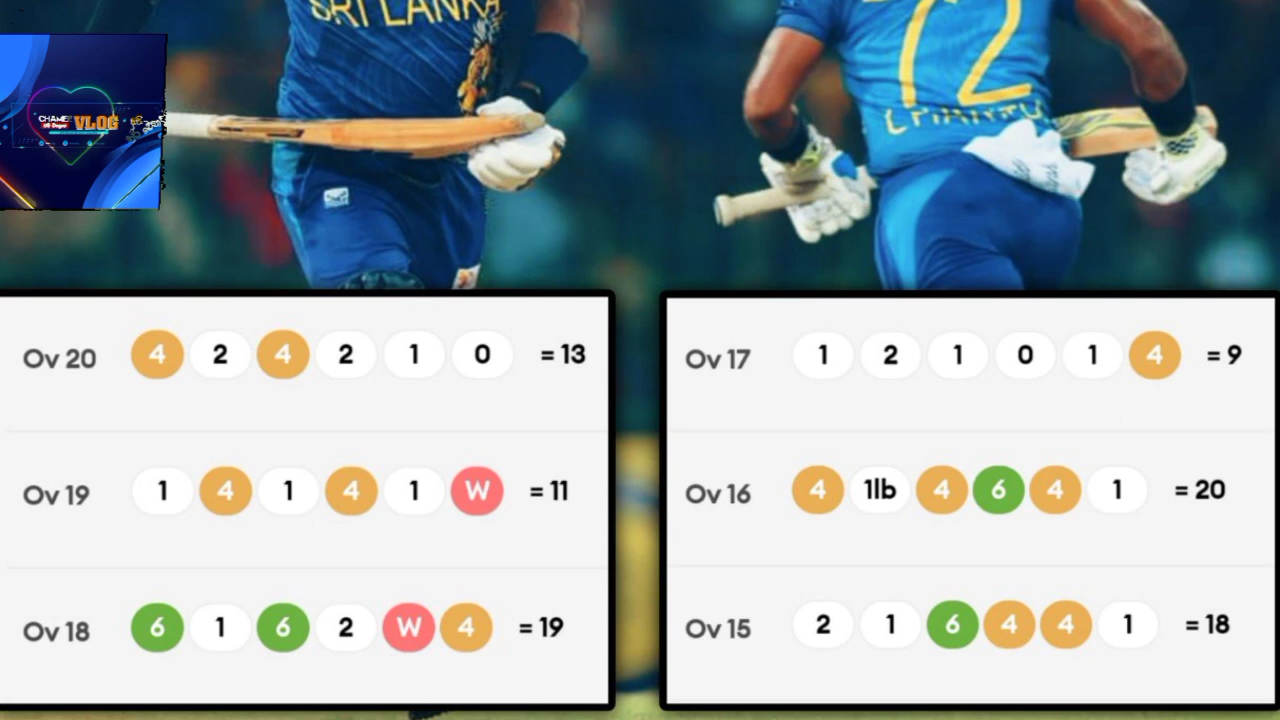 SRI LANKA
72
VLOG
Ov 20 4 2 4 2 1 0 = 13
Ov 19 1 4 1 4 1 W = 11
Ov 18 6 1 6 2 W 4 = 19
Ov 17 1 2 1 0 1 4 = 9
Ov 16 4 1lb 4 6 4 1 = 20
Ov 15 2 1 6 4 4 1 = 18